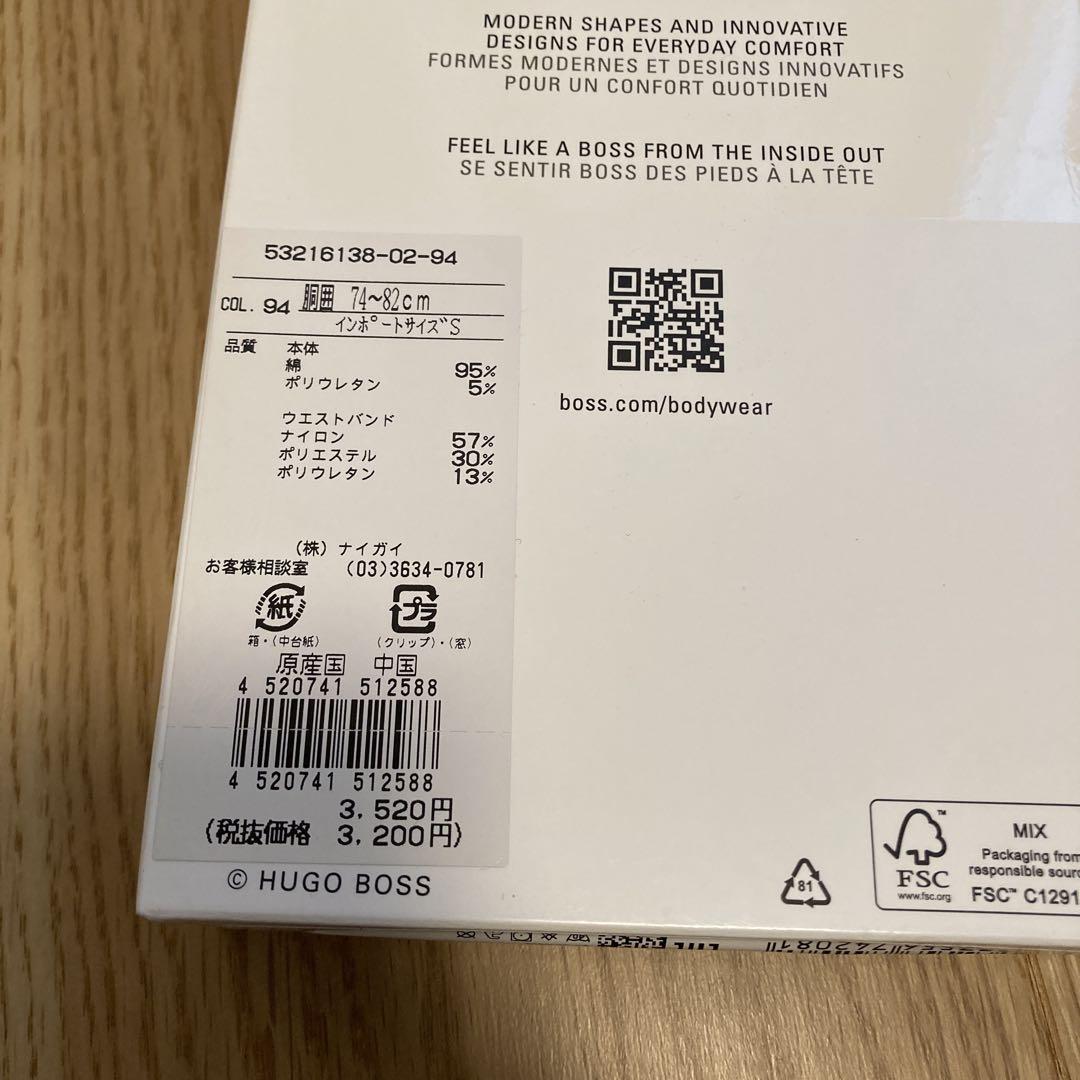 MODERN SHAPES AND INNOVATIVE
DESIGNS FOR EVERYDAY COMFORT
FORMES MODERNES ET DESIGNS INNOVATIFS
POUR UN CONFORT QUOTIDIEN
FEEL LIKE A BOSS FROM THE INSIDE OUT
SE SENTIR BOSS DES PIEDS À LA TÊTE
53216138-02-94
COL. 94 胴囲 74~82cm
インポートサイズS
品質 本体
綿 95%
ポリウレタン 5%
ウエストバンド
ナイロン 57%
ポリエステル 30%
ポリウレタン 13%
(株) ナイガイ
お客様相談室 (03)3634-0781
紙 プラ
箱・(中台紙) (クリップ)・(窓)
原産国 中国
4 520741 512588
4 520741 512588
3,520円
(税抜価格 3,200円)
© HUGO BOSS
boss.com/bodywear
81
FSC™
www.fsc.org
MIX
Packaging from
responsible
FSC™ C1291